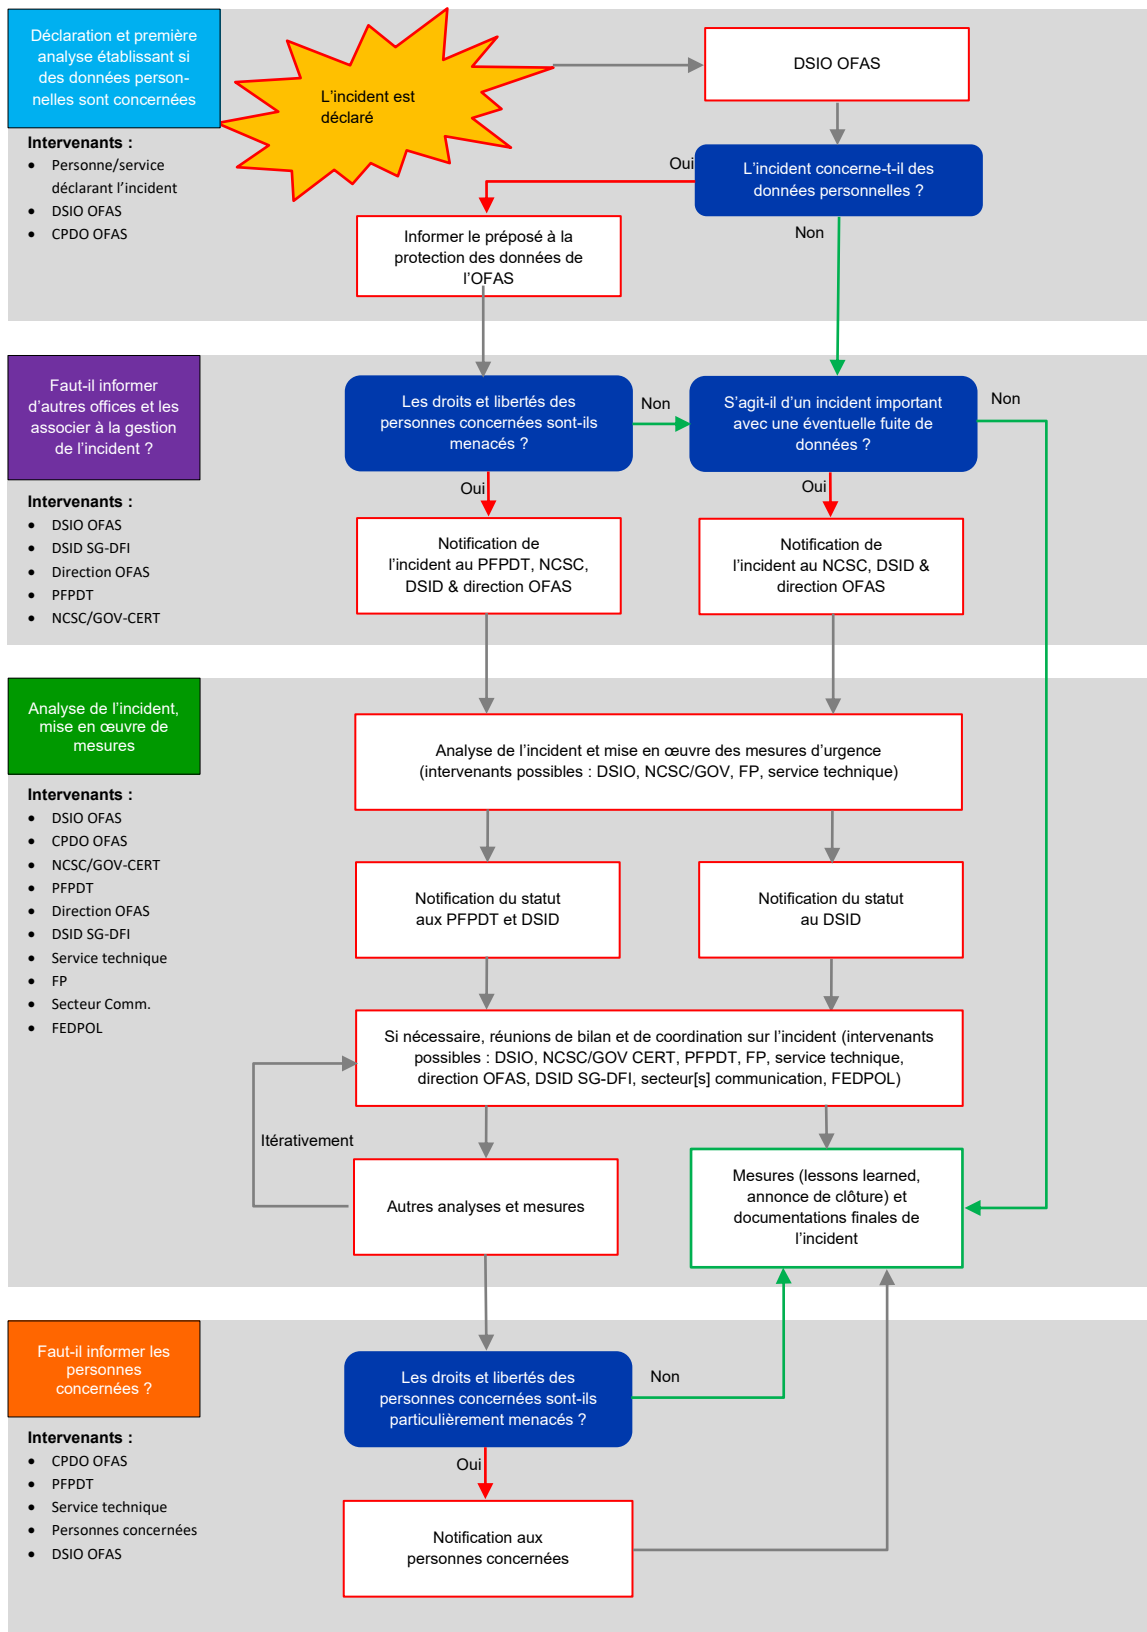 Déclaration et première
analyse établissant si
des données person-
nelles sont concernées
Intervenants :
• Personne/service
déclarant l’incident
• DSIO OFAS
• CPDO OFAS
L’incident est
déclaré
DSIO OFAS
L’incident concerne-t-il des
données personnelles ?
Oui
Non
Informer le préposé à la
protection des données de
l’OFAS
Faut-il informer
d’autres offices et les
associer à la gestion
de l’incident ?
Intervenants :
• DSIO OFAS
• DSID SG-DFI
• Direction OFAS
• PFPDT
• NCSC/GOV-CERT
Les droits et libertés des
personnes concernées sont-ils
menacés ?
Non
S’agit-il d’un incident important
avec une éventuelle fuite de
données ?
Non
Oui
Oui
Notification de
l’incident au PFPDT, NCSC,
DSID & direction OFAS
Notification de
l’incident au NCSC, DSID &
direction OFAS
Analyse de l’incident,
mise en œuvre de
mesures
Intervenants :
• DSIO OFAS
• CPDO OFAS
• NCSC/GOV-CERT
• PFPDT
• Direction OFAS
• DSID SG-DFI
• Service technique
• FP
• Secteur Comm.
• FEDPOL
Analyse de l’incident et mise en œuvre des mesures d’urgence
(intervenants possibles : DSIO, NCSC/GOV, FP, service technique)
Notification du statut
aux PFPDT et DSID
Notification du statut
au DSID
Si nécessaire, réunions de bilan et de coordination sur l’incident (intervenants
possibles : DSIO, NCSC/GOV CERT, PFPDT, FP, service technique,
direction OFAS, DSID SG-DFI, secteur[s] communication, FEDPOL)
Itérativement
Autres analyses et mesures
Mesures (lessons learned,
annonce de clôture) et
documentations finales de
l’incident
Faut-il informer les
personnes
concernées ?
Intervenants :
• CPDO OFAS
• PFPDT
• Service technique
• Personnes concernées
• DSIO OFAS
Les droits et libertés des
personnes concernées sont-ils
particulièrement menacés ?
Non
Oui
Notification aux
personnes concernées